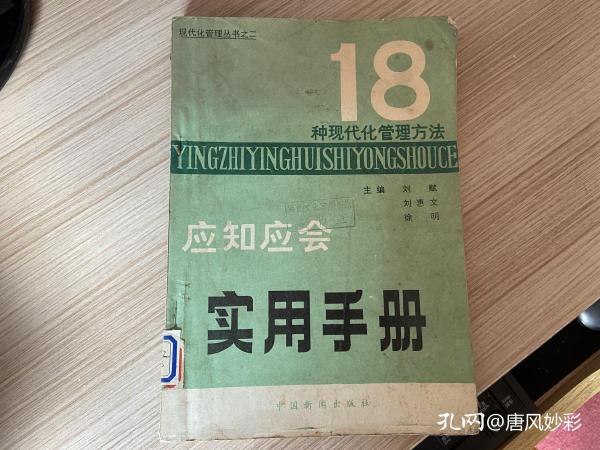 现代化管理丛书之二
18
种现代化管理方法
YINGZHIYINGHUISHIYONGSHOUCE
主编 刘赋
刘惠文
徐明
应知应会
实用手册
中国新闻出版社
孔网@唐风妙彩